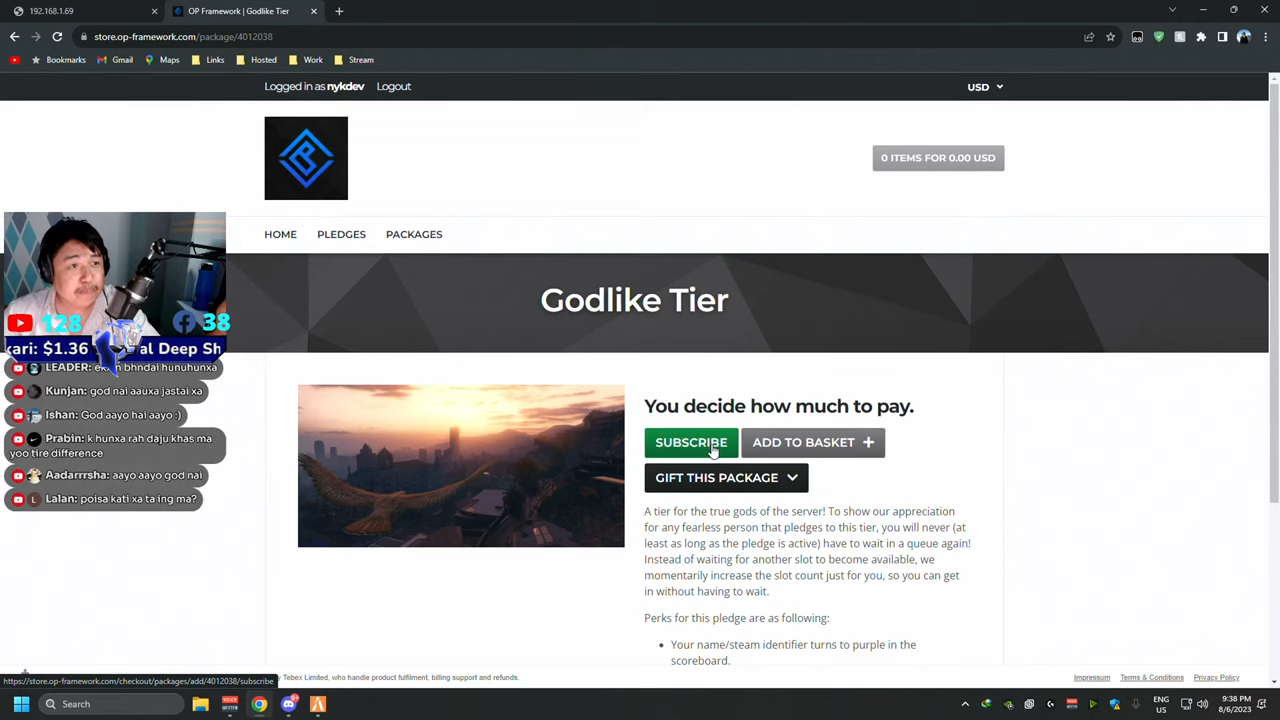 192.168.1.69
OP Framework | Godlike Tier
store.op-framework.com/package/4012038
Bookmarks
Gmail
Maps
Links
Hosted
Work
Stream
Logged in as nykdev
Logout
USD
0 ITEMS FOR 0.00 USD
HOME
PLEDGES
PACKAGES
Godlike Tier
128
38
kari: $1.36
al Deep Sh
LEADER:
bhndai hunuhunxa
Kunjan: god nai aauxa jastai xa
Ishan: God aayo hai aayo :)
Prabin: k hunxa rah daju khas ma
yoo tire difference
Aadarrrsha: aayo aayo god nai
Lalan: poisa kati xa ta ing ma?
You decide how much to pay.
SUBSCRIBE
ADD TO BASKET +
GIFT THIS PACKAGE
A tier for the true gods of the server! To show our appreciation
for any fearless person that pledges to this tier, you will never (at
least as long as the pledge is active) have to wait in a queue again!
Instead of waiting for another slot to become available, we
momentarily increase the slot count just for you, so you can get
in without having to wait.
Perks for this pledge are as following:
• Your name/steam identifier turns to purple in the
scoreboard.
https://store.op-framework.com/checkout/packages/add/4012038/subscribe
y Tebex Limited, who handle product fulfilment, billing support and refunds.
Impressum
Terms & Conditions
Privacy Policy
Search
ENG
US
9:38 PM
8/6/2023